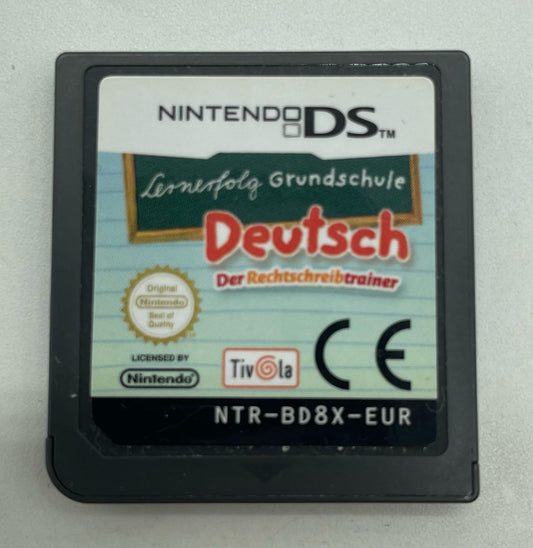 NINTENDO DS™
Lernerfolg Grundschule
Deutsch
Der Rechtschreibtrainer
Original
Nintendo
Seal of
Quality
LICENSED BY
Nintendo
Tivola
CE
NTR-BD8X-EUR